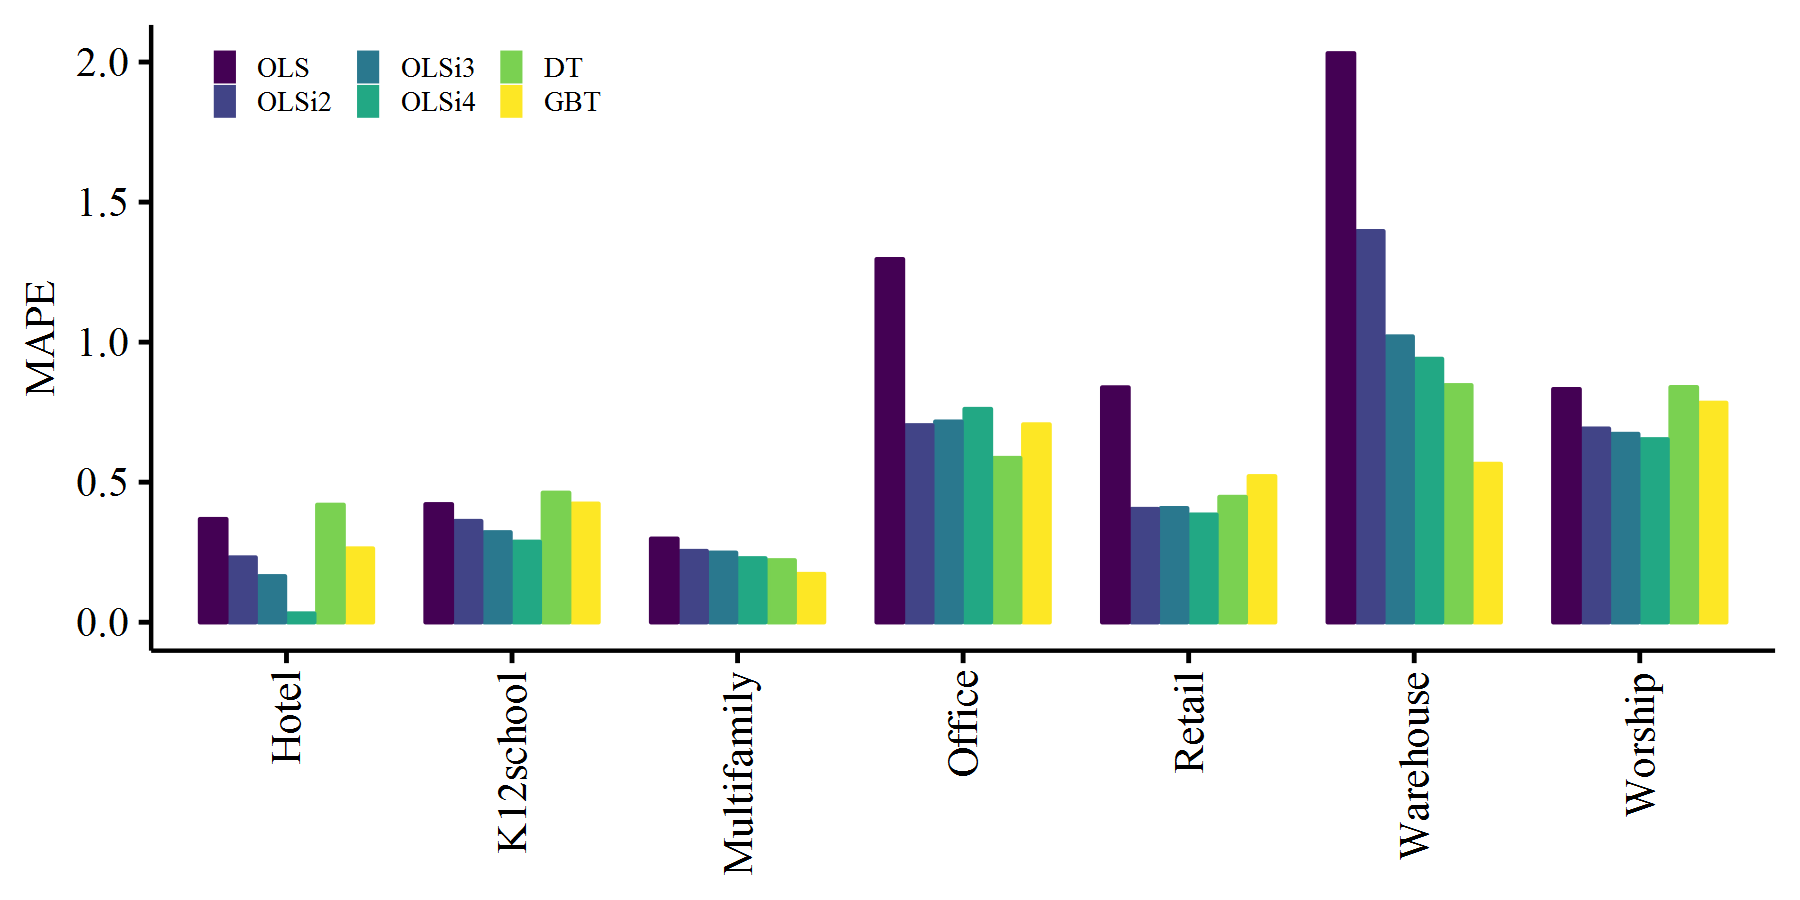 2.0
1.5
1.0
0.5
0.0
MAPE
OLS OLSi3 DT
OLSi2 OLSi4 GBT
Hotel
K12school
Multifamily
Office
Retail
Warehouse
Worship